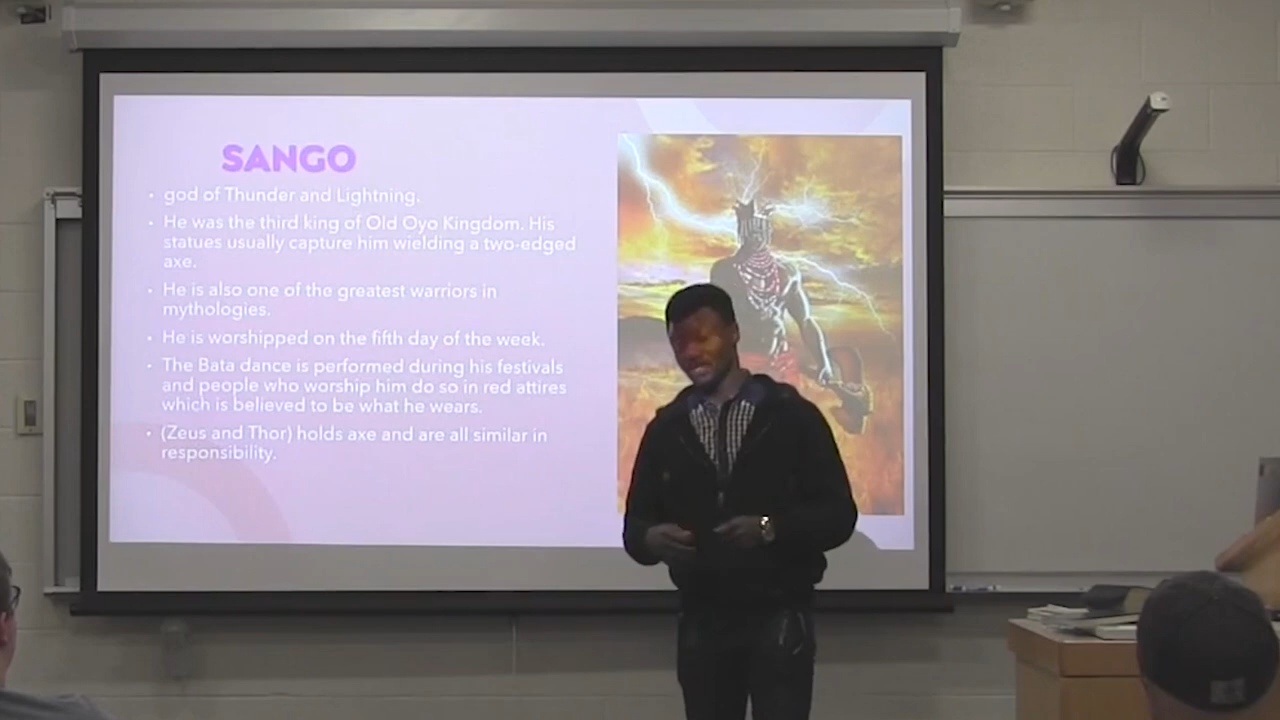 SANGO
• god of Thunder and Lightning.
• He was the third king of Old Oyo Kingdom. His
statues usually capture him wielding a two-edged
axe.
• He is also one of the greatest warriors in
mythologies.
• He is worshipped on the fifth day of the week.
• The Bata dance is performed during his festivals
and people who worship him do so in red attires
which is believed to be what he wears.
• (Zeus and Thor) holds axe and are all similar in
responsibility.